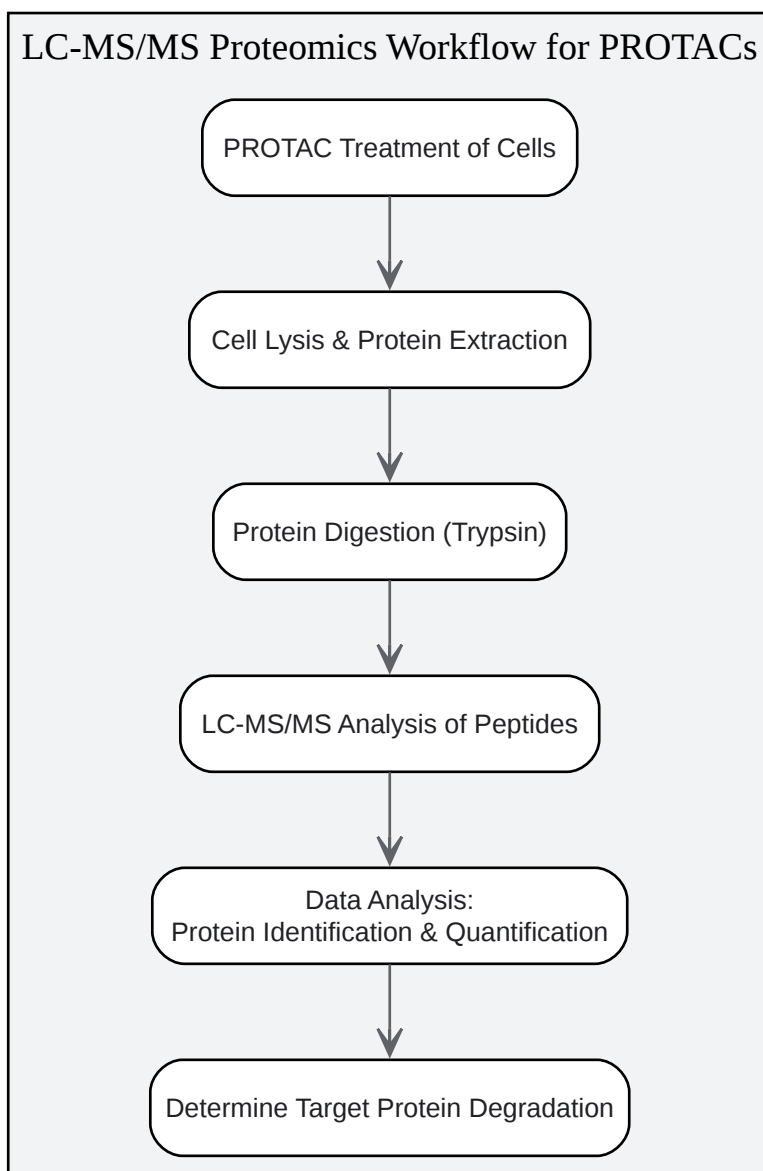 LC-MS/MS Proteomics Workflow for PROTACs
PROTAC Treatment of Cells
Cell Lysis & Protein Extraction
Protein Digestion (Trypsin)
LC-MS/MS Analysis of Peptides
Data Analysis:
Protein Identification & Quantification
Determine Target Protein Degradation